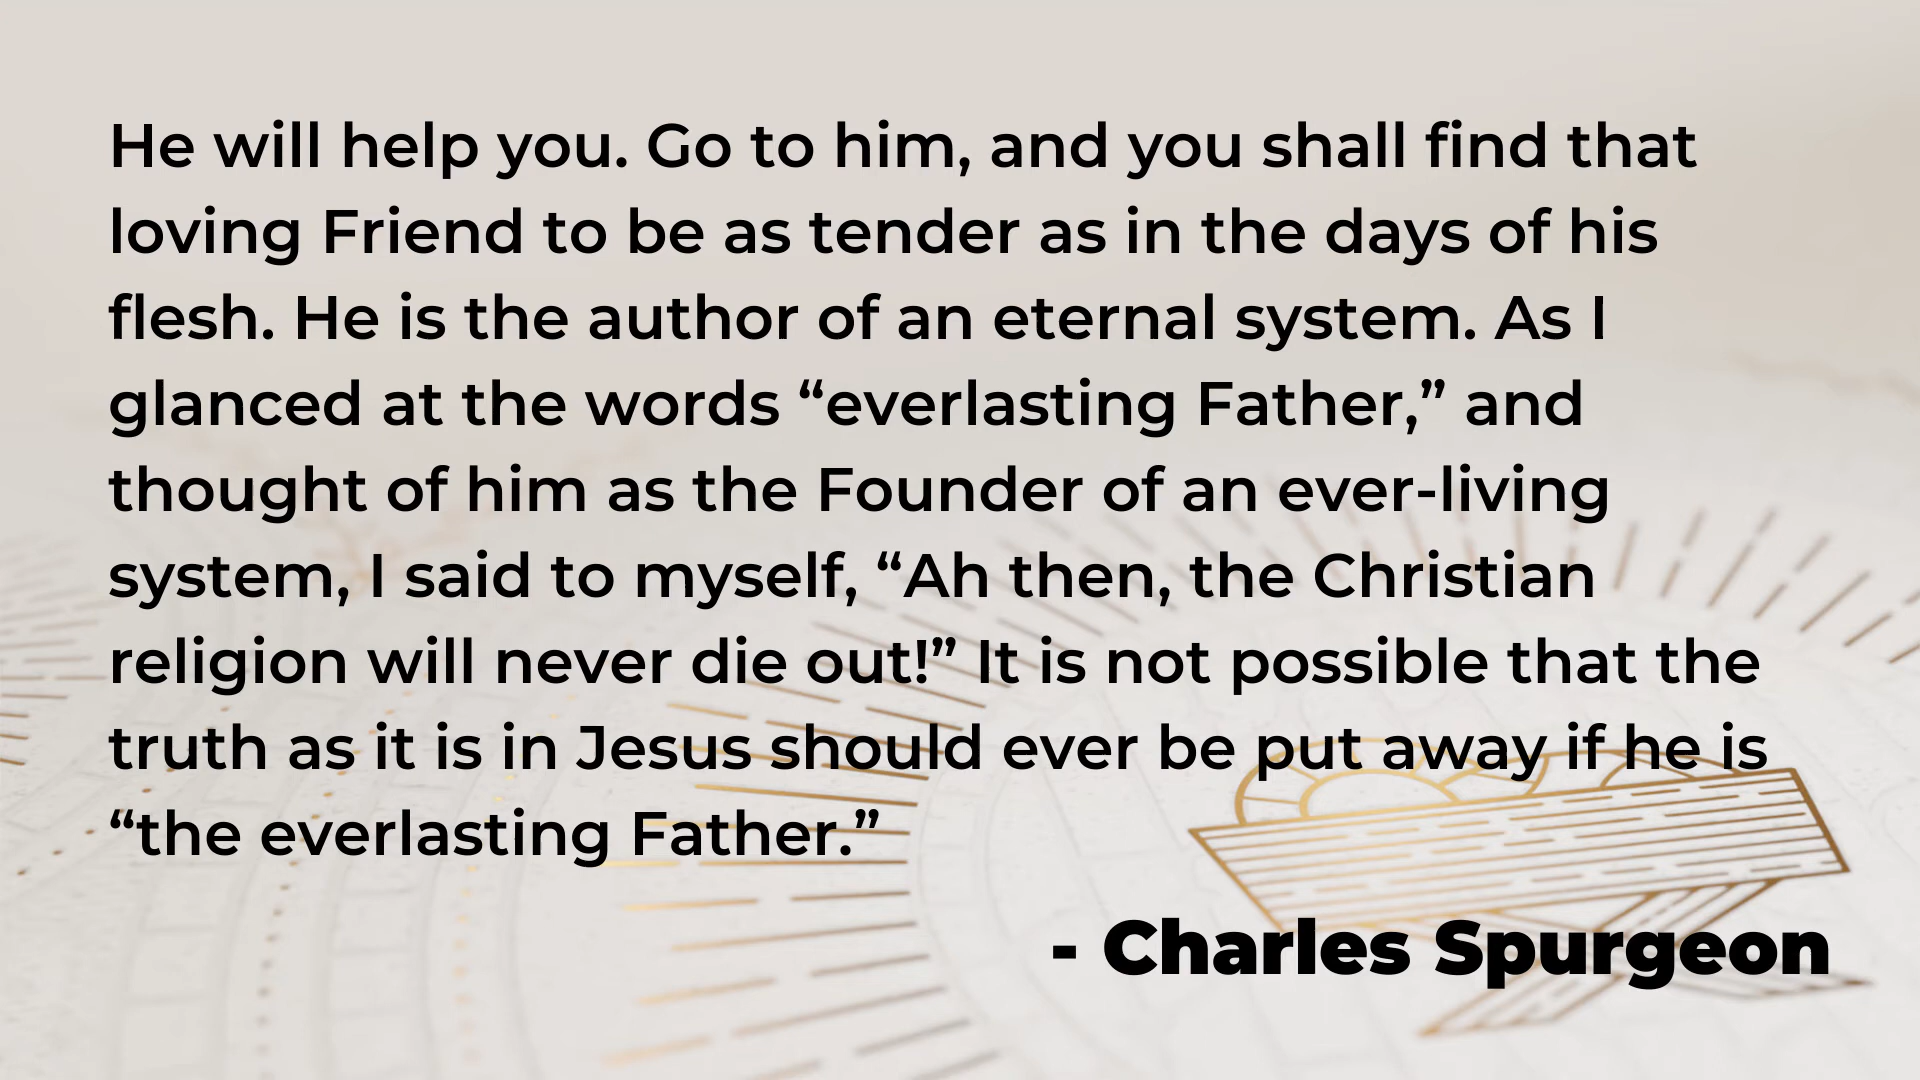 He will help you. Go to him, and you shall find that
loving Friend to be as tender as in the days of his
flesh. He is the author of an eternal system. As I
glanced at the words “everlasting Father,” and
thought of him as the Founder of an ever-living
system, I said to myself, “Ah then, the Christian
religion will never die out!” It is not possible that the
truth as it is in Jesus should ever be put away if he is
“the everlasting Father.”
- Charles Spurgeon